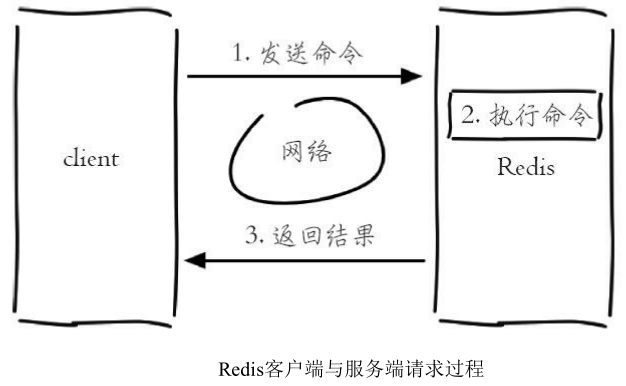 1. 发送命令
2. 执行命令
网络
client
Redis
3. 返回结果
Redis客户端与服务端请求过程